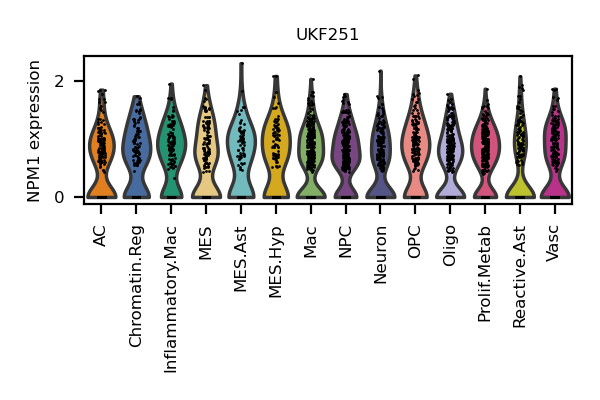 UKF251
NPM1 expression
2
0
AC
Chromatin.Reg
Inflammatory.Mac
MES
MES.Ast
MES.Hyp
Mac
NPC
Neuron
OPC
Oligo
Prolif.Metab
Reactive.Ast
Vasc